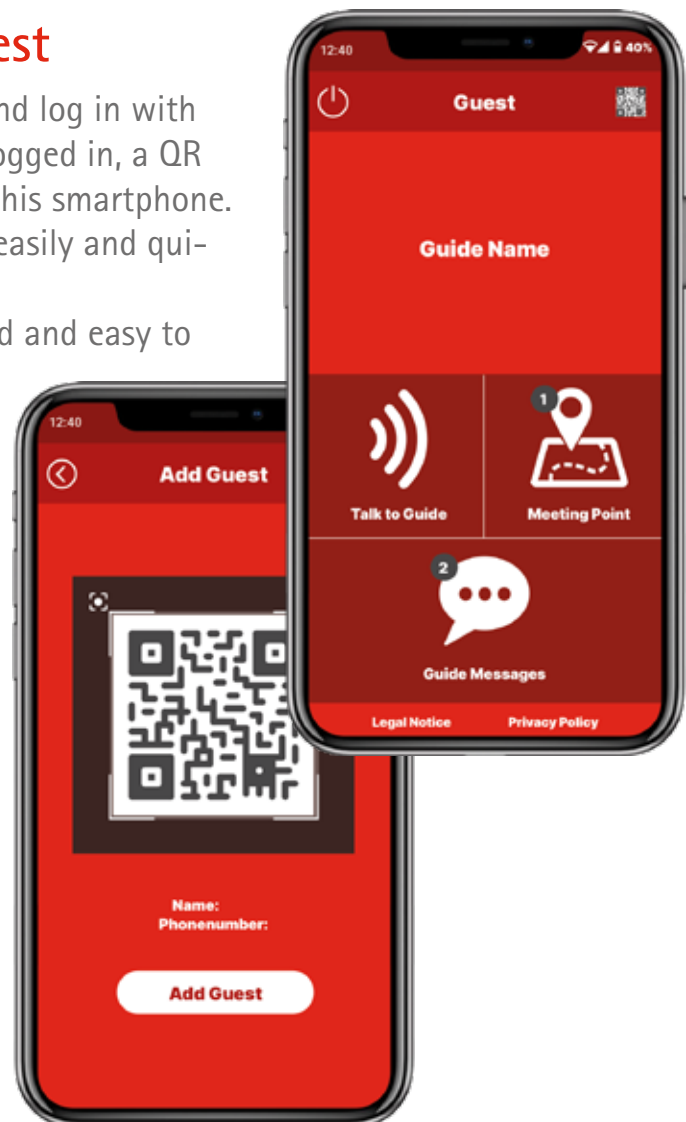 est
nd log in with
ogged in, a QR
his smartphone.
easily and qui-
d and easy to
12:40
40%
Guest
Guide Name
1
Talk to Guide
Meeting Point
2
Guide Messages
Legal Notice
Privacy Policy
12:40
Add Guest
Name:
Phonenumber:
Add Guest